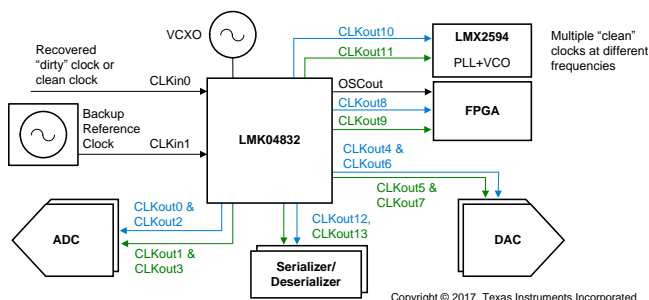 VCXO
CLKout10
CLKout11
LMX2594
PLL+VCO
Multiple “clean”
clocks at different
frequencies
Recovered
“dirty” clock or
clean clock
CLKin0
OSCout
CLKout8
CLKout9
FPGA
Backup
Reference
Clock
CLKin1
LMK04832
CLKout4 &
CLKout6
CLKout5 &
CLKout7
CLKout0 &
CLKout2
CLKout1 &
CLKout3
ADC
CLKout12,
CLKout13
DAC
Serializer/
Deserializer
Copyright © 2017, Texas Instruments Incorporated